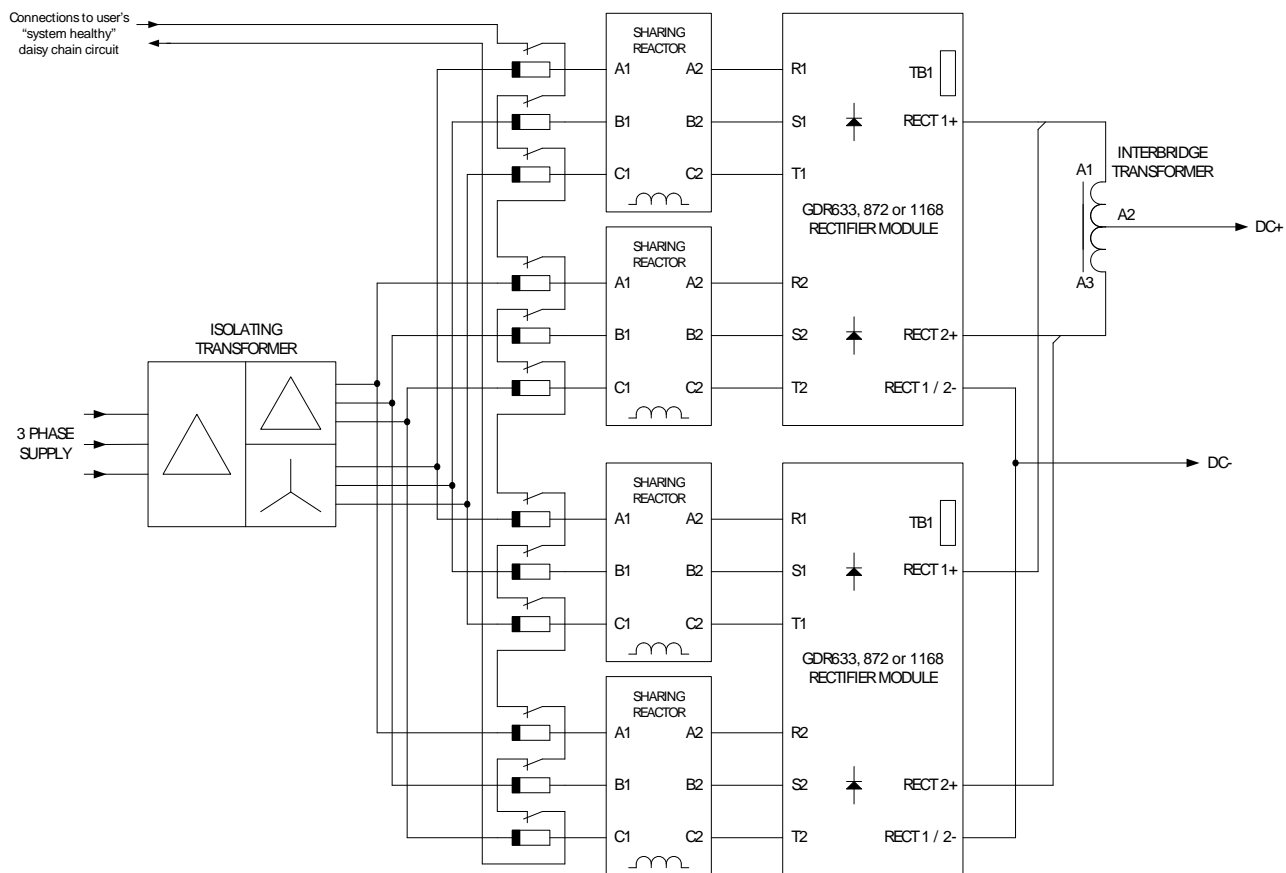 Connections to user's
"system healthy"
daisy chain circuit
SHARING
REACTOR
A1 A2
B1 B2
C1 C2
R1
TB1
S1
RECT 1+
T1
GDR633, 872 or 1168
RECTIFIER MODULE
INTERBRIDGE
TRANSFORMER
A1
A2
A3
DC+
SHARING
REACTOR
A1 A2
B1 B2
C1 C2
R2
S2
RECT 2+
T2
RECT 1 / 2-
ISOLATING
TRANSFORMER
3 PHASE
SUPPLY
DC-
SHARING
REACTOR
A1 A2
B1 B2
C1 C2
R1
TB1
S1
RECT 1+
T1
GDR633, 872 or 1168
RECTIFIER MODULE
SHARING
REACTOR
A1 A2
B1 B2
C1 C2
R2
S2
RECT 2+
T2
RECT 1 / 2-